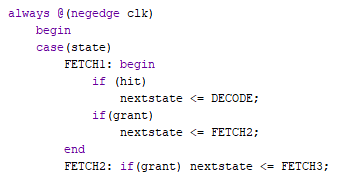 always @(negedge clk)
    begin
    case(state)
        FETCH1: begin
            if (hit)
                nextstate <= DECODE;
            if(grant)
                nextstate <= FETCH2;
        end
        FETCH2: if(grant) nextstate <= FETCH3;